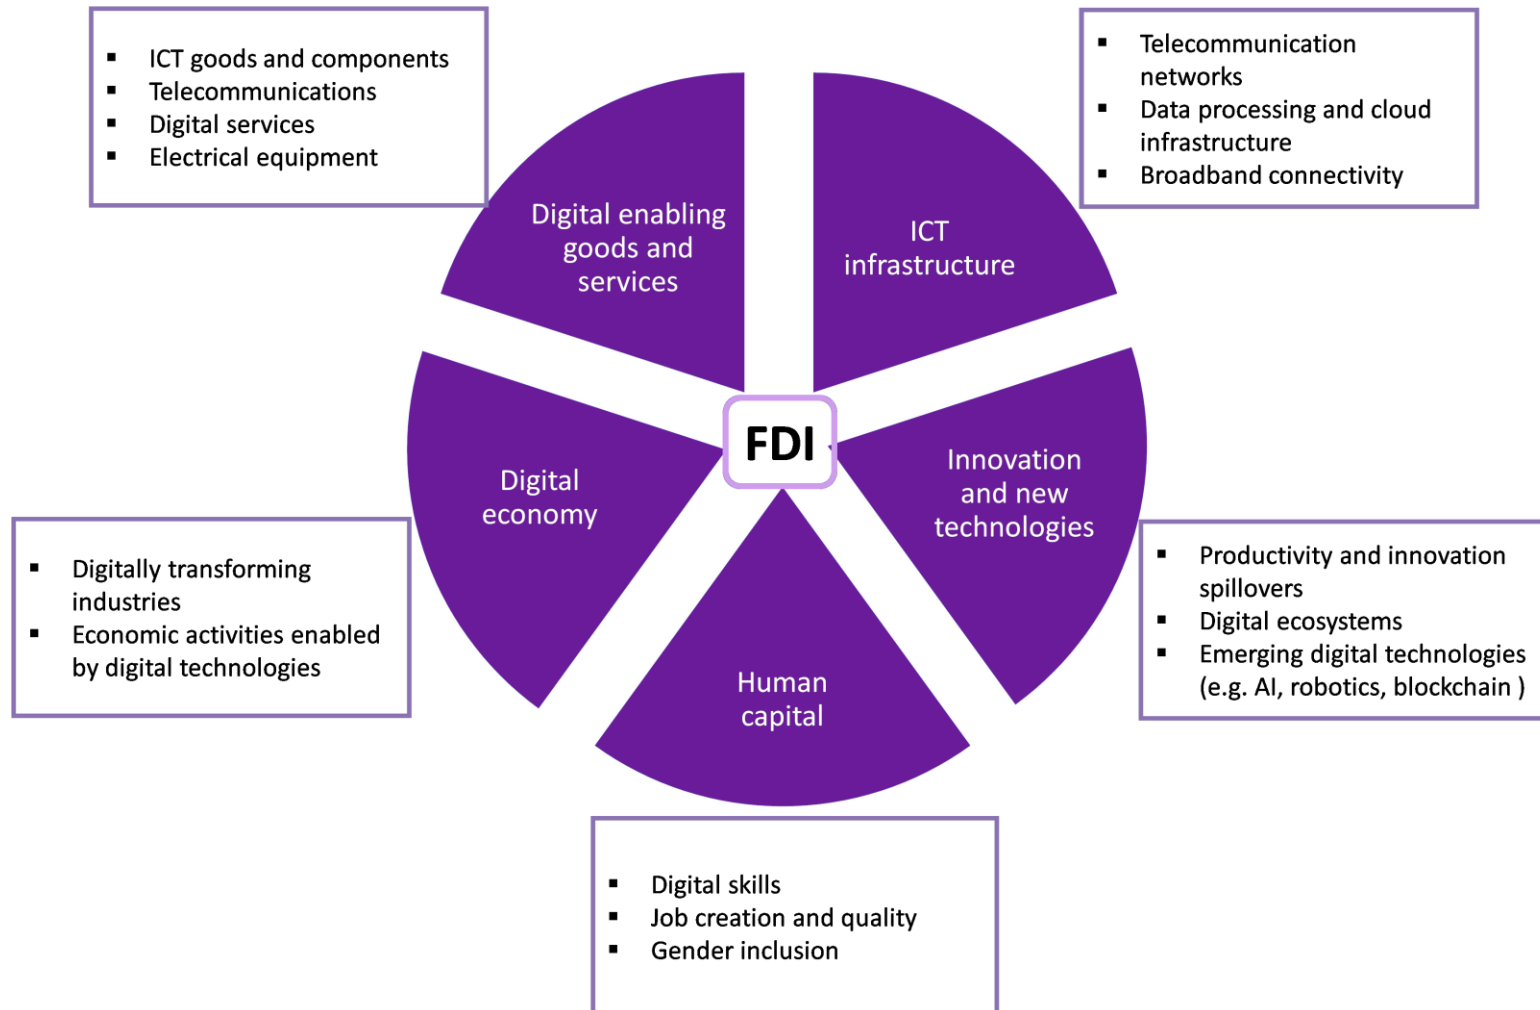 ▪ ICT goods and components
▪ Telecommunications
▪ Digital services
▪ Electrical equipment
▪ Telecommunication
networks
▪ Data processing and cloud
infrastructure
▪ Broadband connectivity
Digital enabling
goods and
services
ICT
infrastructure
FDI
Digital
economy
Innovation
and new
technologies
Human
capital
▪ Digitally transforming
industries
▪ Economic activities enabled
by digital technologies
▪ Productivity and innovation
spillovers
▪ Digital ecosystems
▪ Emerging digital technologies
(e.g. AI, robotics, blockchain )
▪ Digital skills
▪ Job creation and quality
▪ Gender inclusion